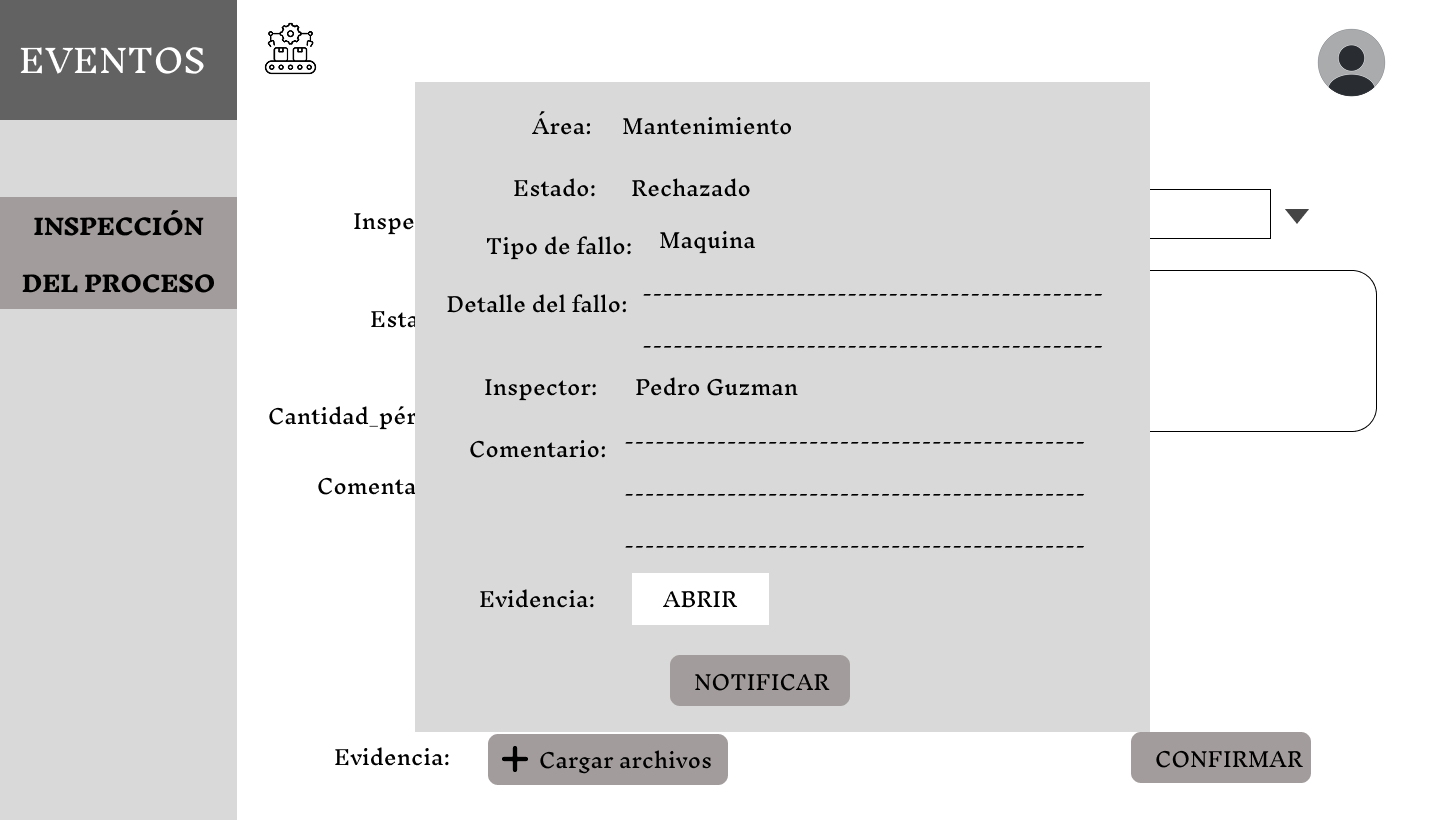 EVENTOS
INSPECCIÓN
DEL PROCESO
Área: Mantenimiento
Estado: Rechazado
Inspe
Tipo de fallo: Maquina
Detalle del fallo: ---------------------------------------------
---------------------------------------------
Esta
Inspector: Pedro Guzman
Cantidad_pér
Comentario: ---------------------------------------------
Comenta
---------------------------------------------
---------------------------------------------
Evidencia: ABRIR
NOTIFICAR
Evidencia: + Cargar archivos
CONFIRMAR